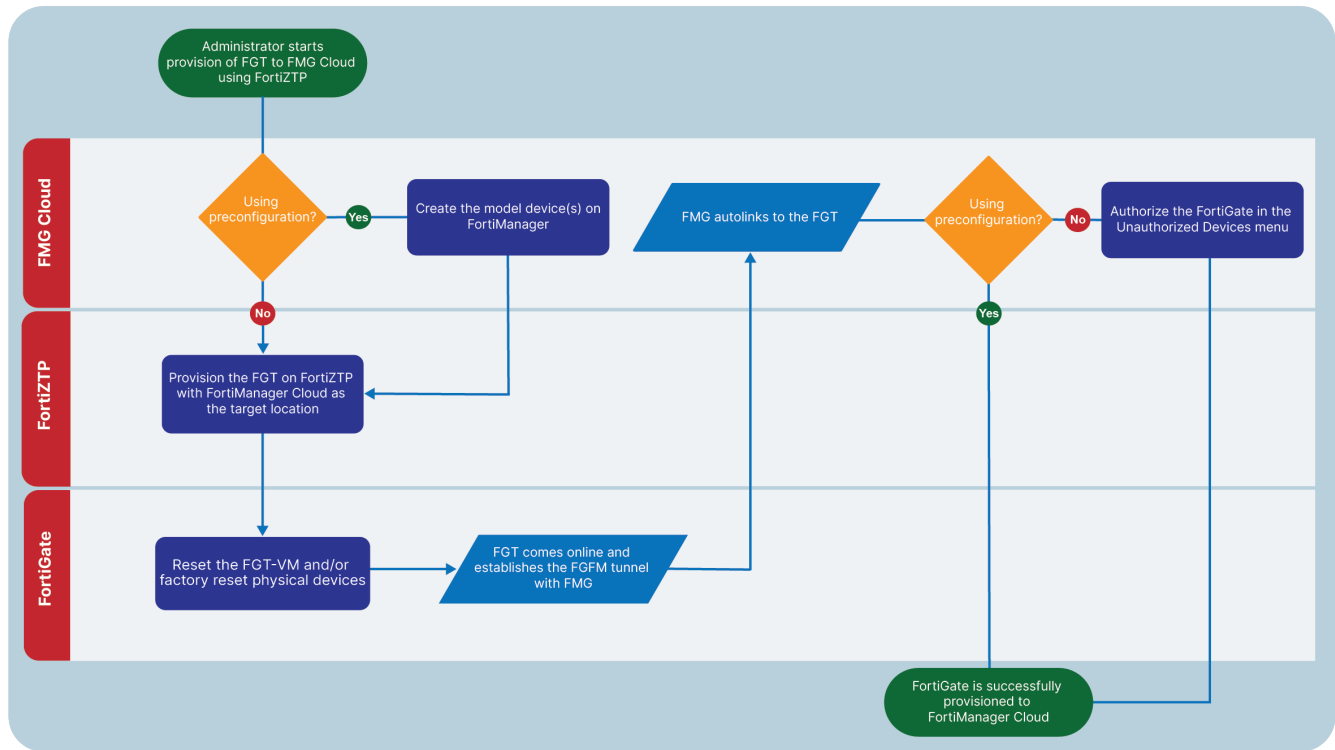 Administrator starts
provision of FGT to FMG Cloud
using FortiZTP
FMG Cloud
Using
preconfiguration?
Yes
Create the model device(s) on
FortiManager
FMG autolinks to the FGT
Using
preconfiguration?
No
Authorize the FortiGate in the
Unauthorized Devices menu
No
Yes
FortiZTP
Provision the FGT on FortiZTP
with FortiManager Cloud as
the target location
FortiGate
Reset the FGT-VM and/or
factory reset physical devices
FGT comes online and
establishes the FGFM tunnel
with FMG
FortiGate is successfully
provisioned to
FortiManager Cloud